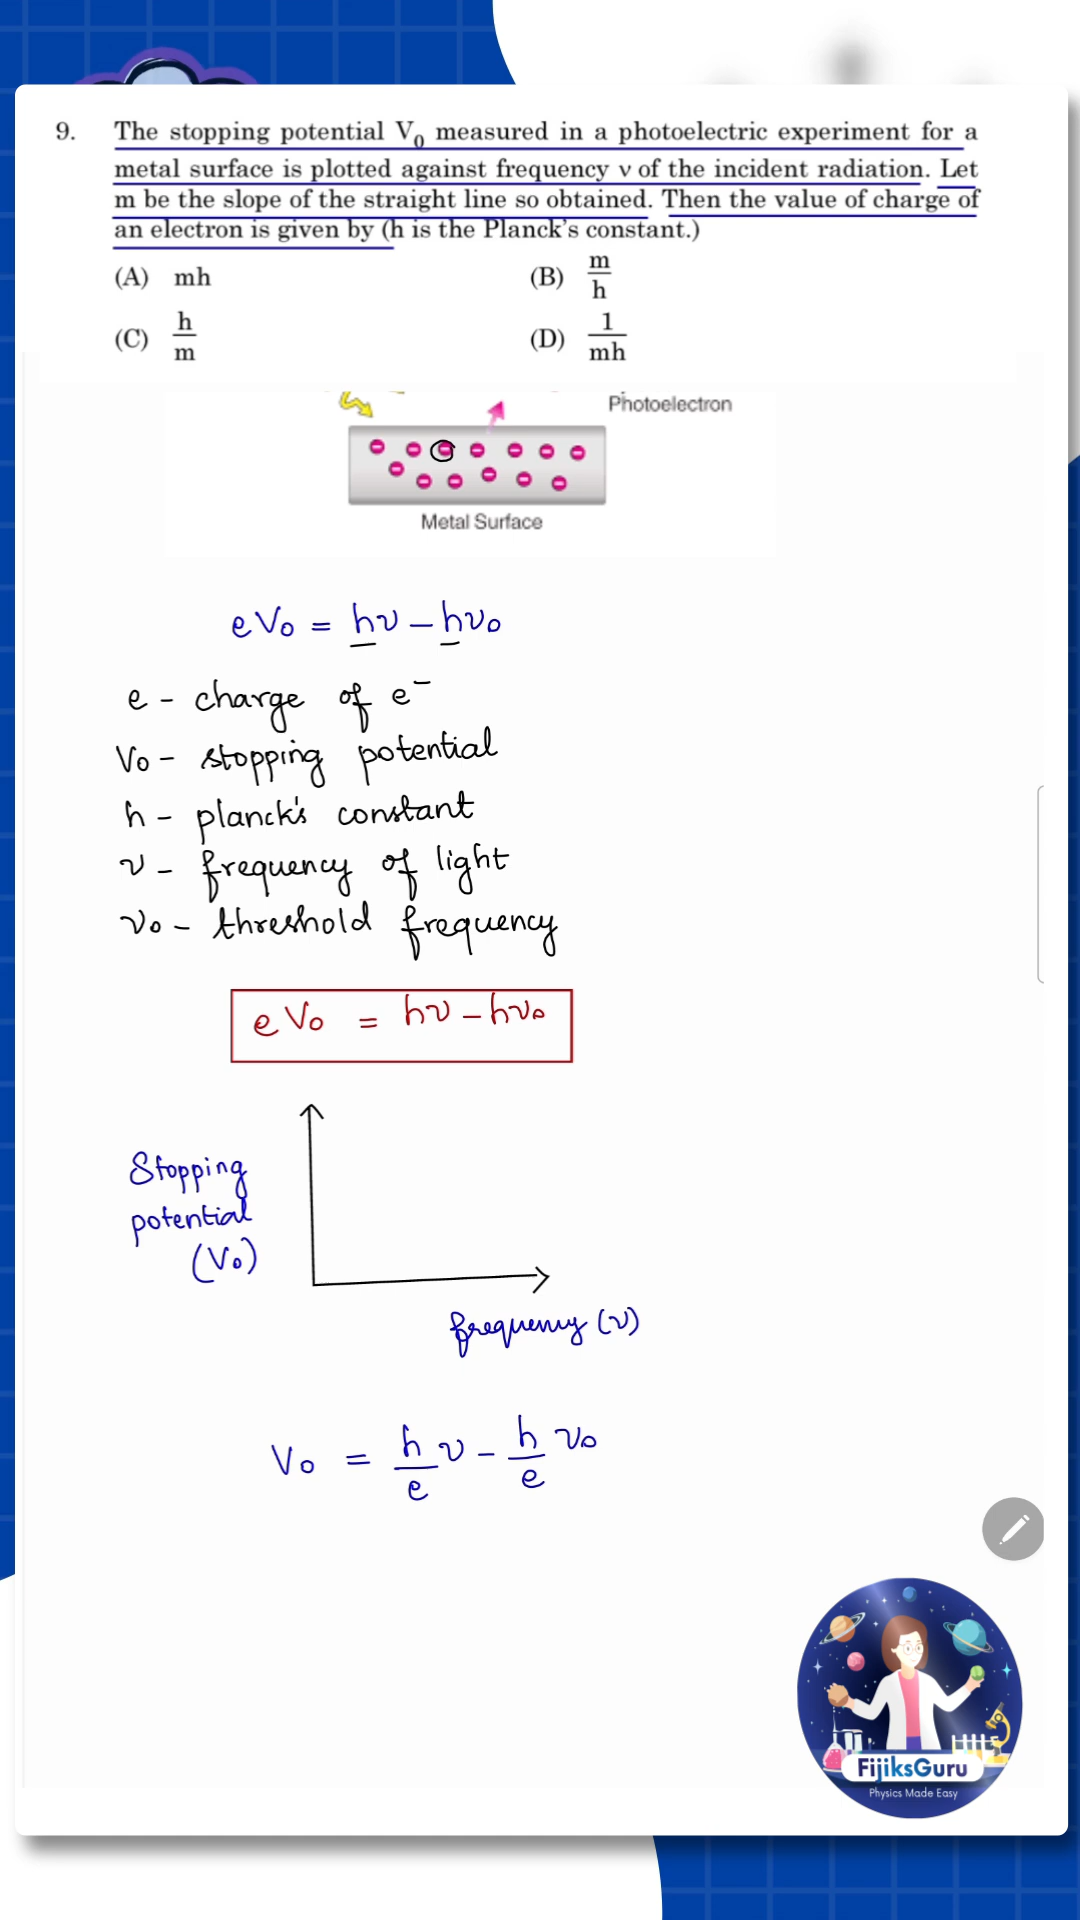 9. The stopping potential V₀ measured in a photoelectric experiment for a
metal surface is plotted against frequency ν of the incident radiation. Let
m be the slope of the straight line so obtained. Then the value of charge of
an electron is given by (h is the Planck's constant.)
(A) mh (B) m/h
(C) h/m (D) 1/mh
Photoelectron
Metal Surface
eV₀ = hν – hν₀
e – charge of e⁻
V₀ – stopping potential
h – planck's constant
ν – frequency of light
ν₀ – threshold frequency
eV₀ = hν – hν₀
Stopping
potential
(V₀)
frequency (ν)
V₀ = h/e ν – h/e ν₀
FijiksGuru
Physics Made Easy